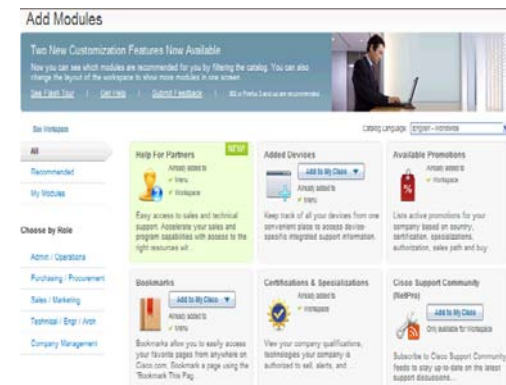 Add Modules
Two New Customization Features Now Available
Now you can see which modules are recommended for you by filtering the catalog. You can also
change the layout of the workspace to show more modules in one screen.
See Flash Tour | Get Help | Submit Feedback | IE8 or Firefox 3 and up are recommended
See Workspace
Catalog Language: English - Worldwide
All
Recommended
My Modules
Choose by Role
Admin / Operations
Purchasing / Procurement
Sales / Marketing
Technical / Engr / Arch
Company Management
Help For Partners
NEW!
Already added to
Menu
Workspace
Easy access to sales and technical
support. Accelerate your sales and
program capabilities with access to the
right resources wit...
Added Devices
Add to My Cisco
Already added to
Menu
Keep track of all your devices from one
convenient place to access device-
specific integrated support information.
Available Promotions
Already added to
Workspace
Lists active promotions for your
company based on country,
certification, specializations,
authorization, sales path and buy
Bookmarks
Add to My Cisco
Already added to
Menu
Bookmarks allow you to easily access
your favorite pages from anywhere on
Cisco.com. Bookmark a page using the
"Bookmark This Pag...
Certifications & Specializations
Already added to
Workspace
View your company qualifications,
technologies your company is
authorized to sell, alerts, and
Cisco Support Community
(NetPro)
Add to My Cisco
Only available for Workspace
Subscribe to Cisco Support Community
feeds to stay up-to-date on the latest
support discussions...